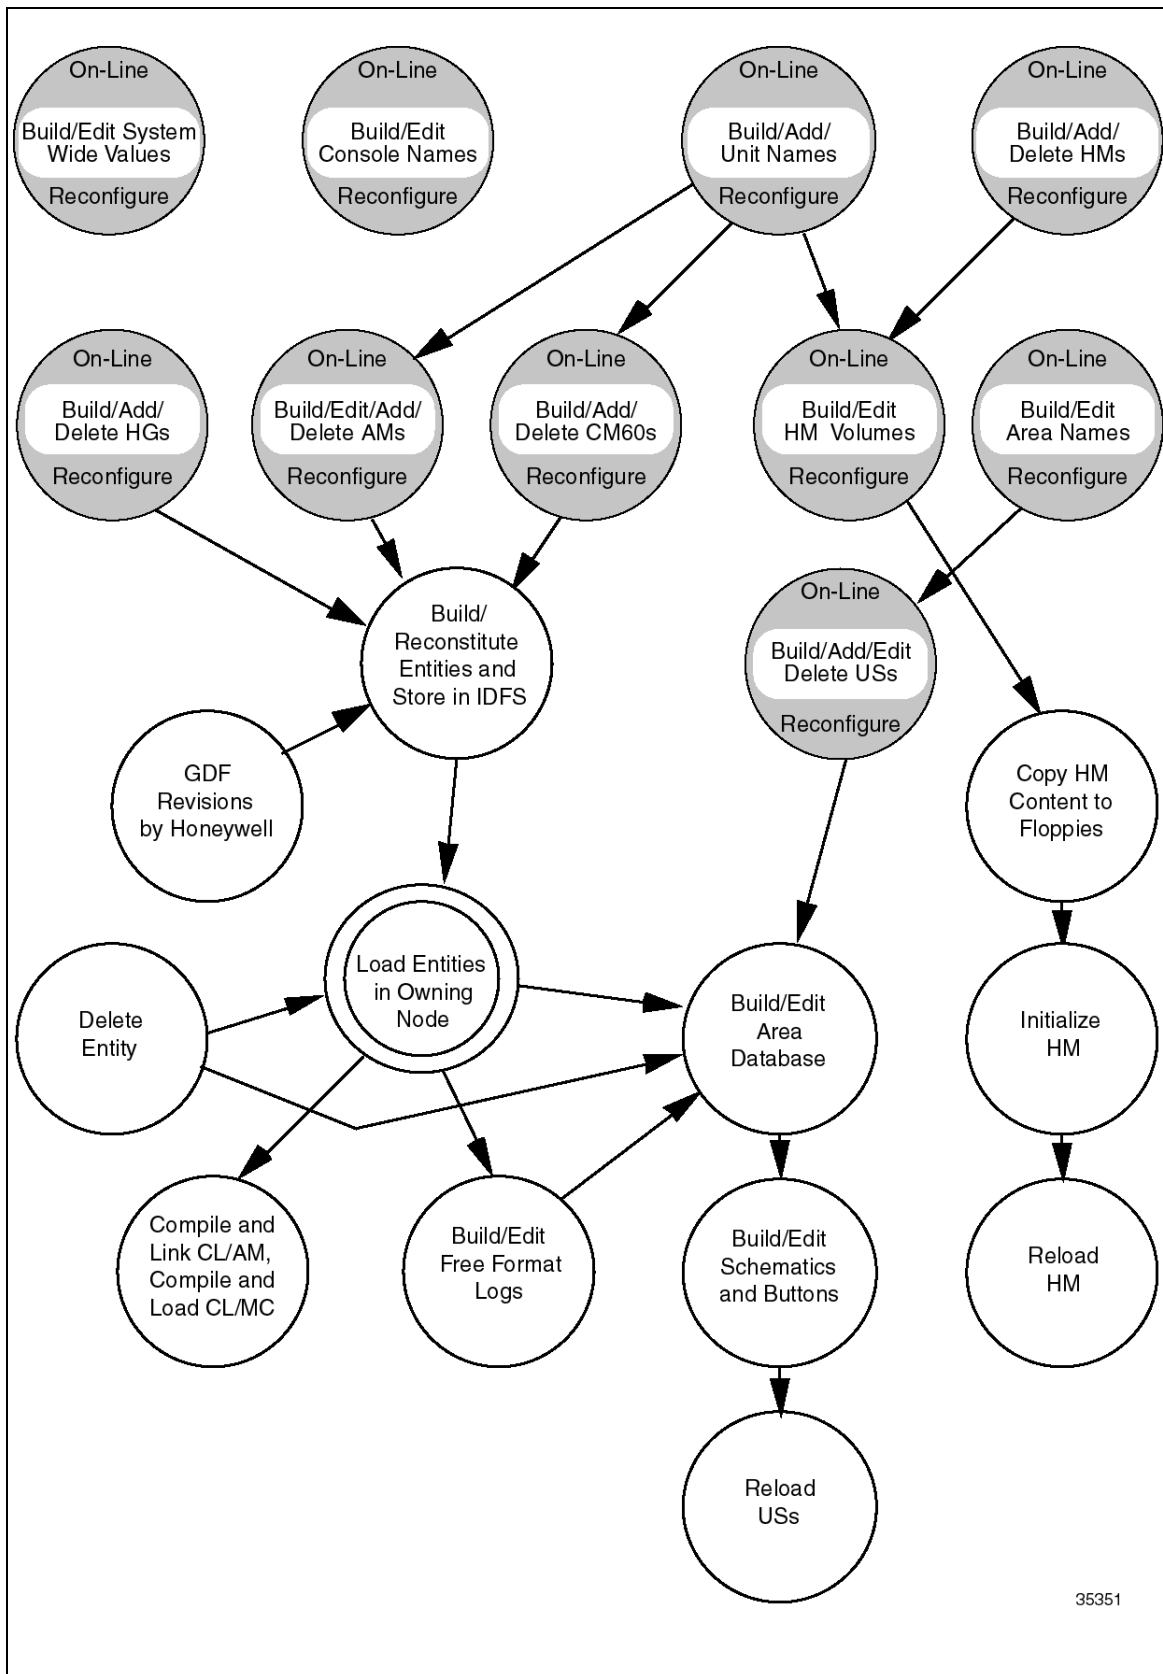 On-Line
Build/Edit System
Wide Values
Reconfigure
On-Line
Build/Edit
Console Names
Reconfigure
On-Line
Build/Add/
Unit Names
Reconfigure
On-Line
Build/Add/
Delete HMs
Reconfigure
On-Line
Build/Add/
Delete HGs
Reconfigure
On-Line
Build/Edit/Add/
Delete AMs
Reconfigure
On-Line
Build/Add/
Delete CM60s
Reconfigure
On-Line
Build/Edit
HM Volumes
Reconfigure
On-Line
Build/Edit
Area Names
Reconfigure
Build/
Reconstitute
Entities and
Store in IDFS
On-Line
Build/Add/Edit
Delete USs
Reconfigure
GDF
Revisions
by Honeywell
Copy HM
Content to
Floppies
Delete
Entity
Load Entities
in Owning
Node
Build/Edit
Area
Database
Initialize
HM
Compile and
Link CL/AM,
Compile and
Load CL/MC
Build/Edit
Free Format
Logs
Build/Edit
Schematics
and Buttons
Reload
HM
Reload
USs
35351